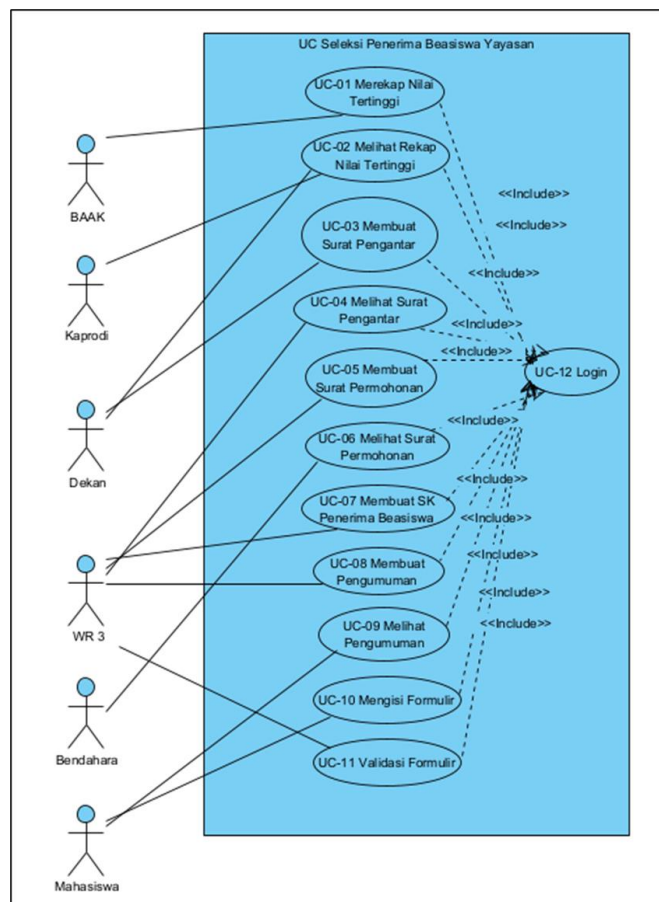 UC Seleksi Penerima Beasiswa Yayasan
UC-01 Merekap Nilai
Tertinggi
UC-02 Melihat Rekap
Nilai Tertinggi
BAAK
<<Include>>
UC-03 Membuat
Surat Pengantar
<<Include>>
<<Include>>
UC-04 Melihat Surat
Pengantar
Kaprodi
<<Include>>
<<Include>>
UC-05 Membuat
Surat Permohonan
UC-12 Login
UC-06 Melihat Surat
Permohonan
<<Include>>
Dekan
UC-07 Membuat SK
Penerima Beasiswa
<<Include>>
<<Include>>
UC-08 Membuat
Pengumuman
<<Include>>
WR 3
UC-09 Melihat
Pengumuman
<<Include>>
<<Include>>
UC-10 Mengisi Formulir
Bendahara
UC-11 Validasi Formulir
Mahasiswa